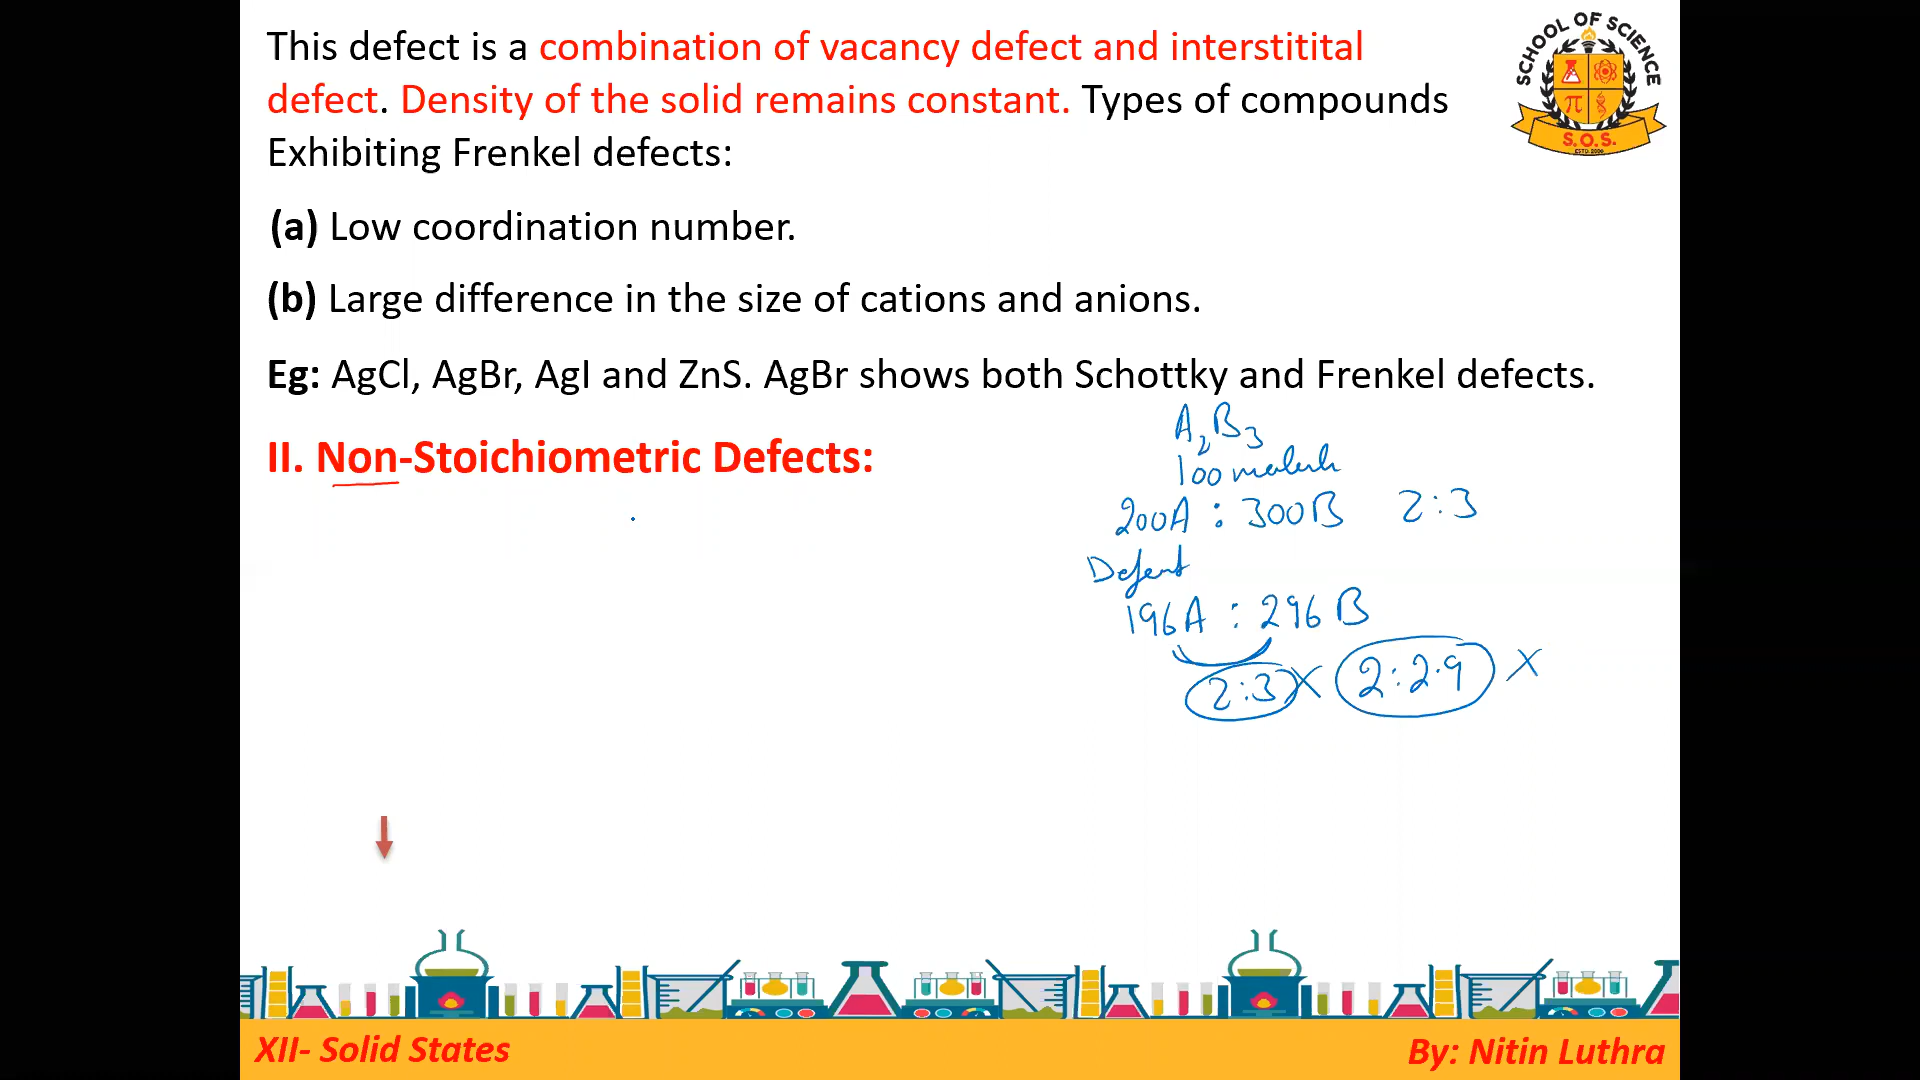 This defect is a combination of vacancy defect and interstitital
defect. Density of the solid remains constant. Types of compounds
Exhibiting Frenkel defects:
(a) Low coordination number.
(b) Large difference in the size of cations and anions.
Eg: AgCl, AgBr, AgI and ZnS. AgBr shows both Schottky and Frenkel defects.
II. Non-Stoichiometric Defects:
A₂B₃
100
200A : 300B 2:3
Defect
196A : 296B
2:3 X 2:2.9 X
SCHOOL OF SCIENCE
π
S.O.S.
ESTD. 2006
XII- Solid States
By: Nitin Luthra